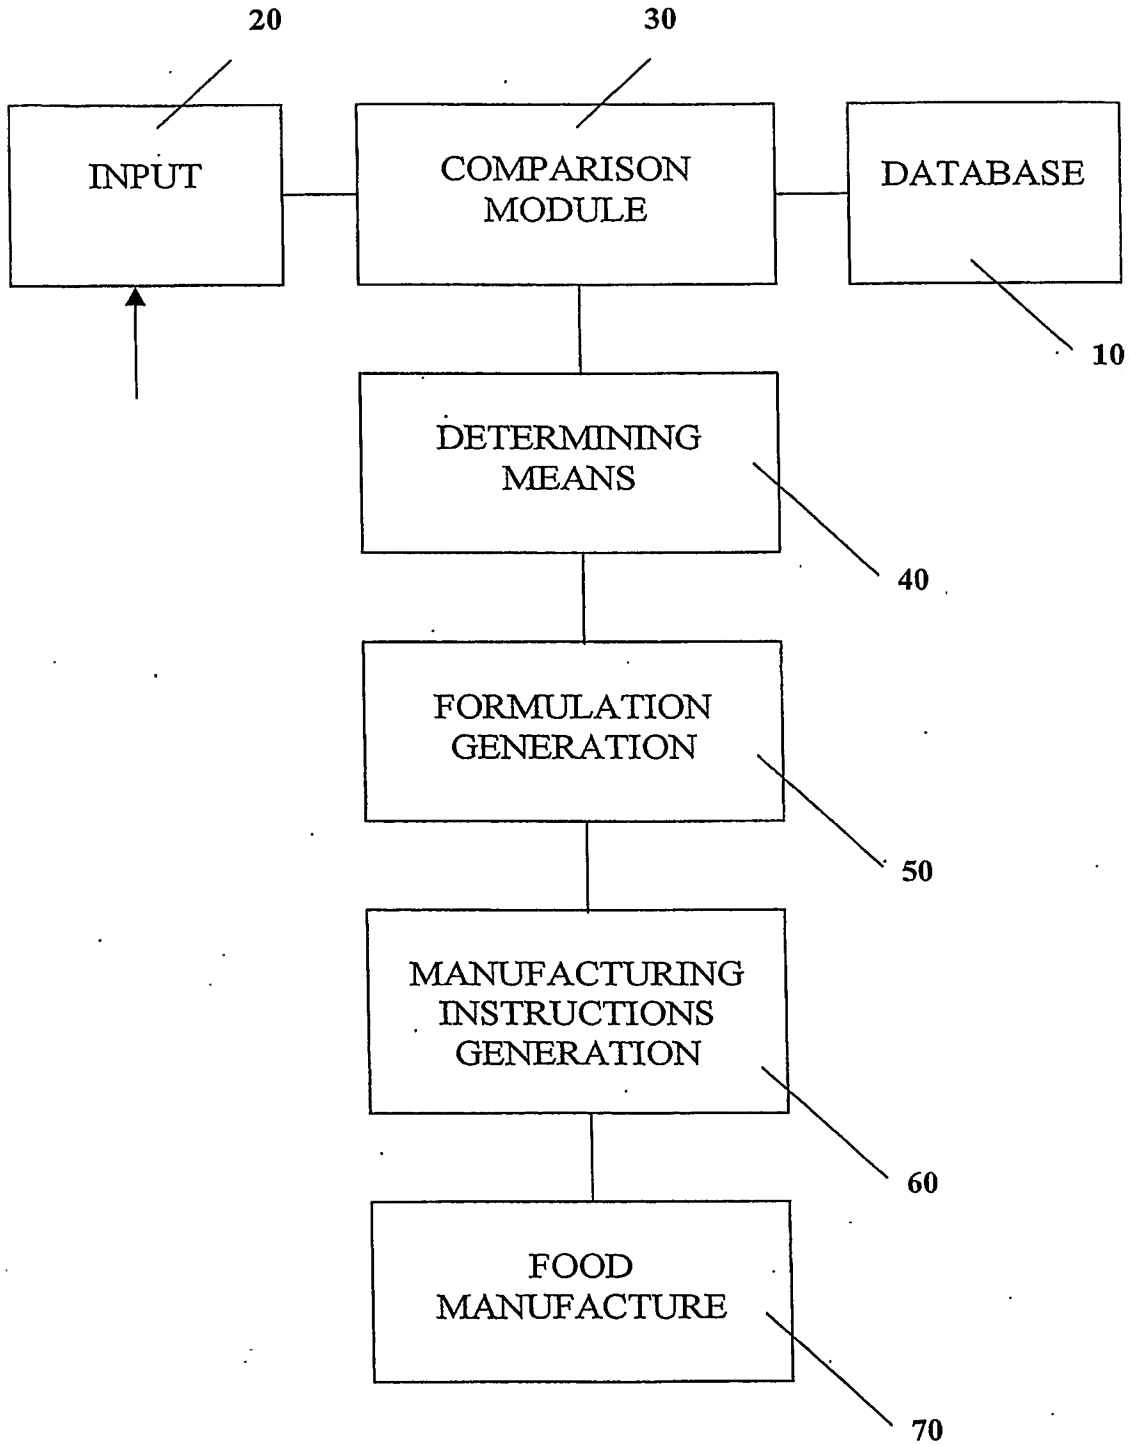 20
30
INPUT
COMPARISON
MODULE
DATABASE
10
DETERMINING
MEANS
40
FORMULATION
GENERATION
50
MANUFACTURING
INSTRUCTIONS
GENERATION
60
FOOD
MANUFACTURE
70